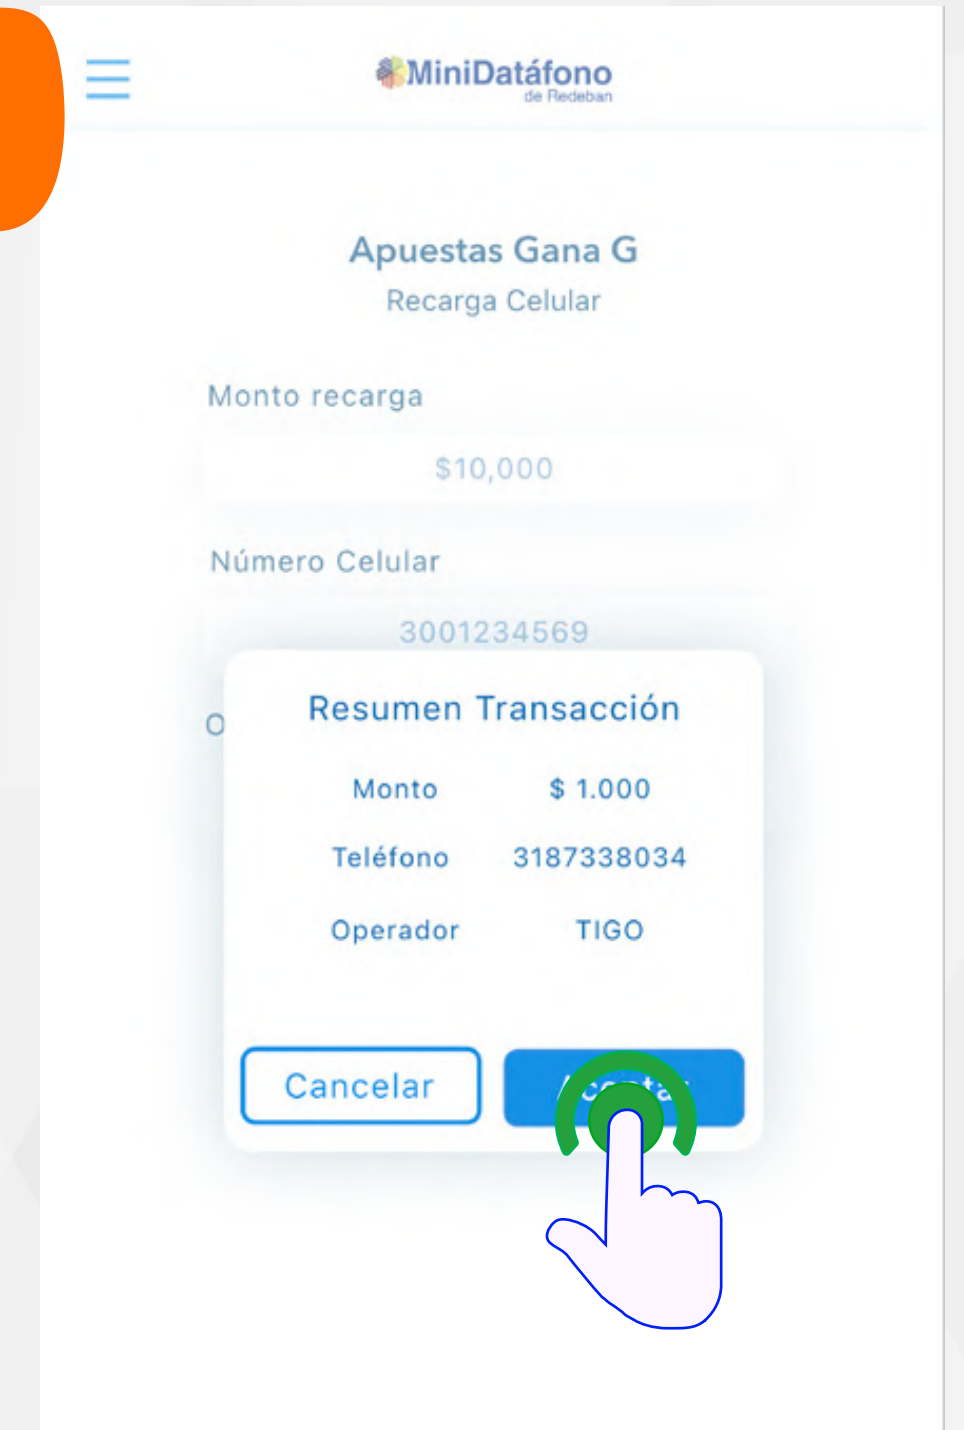 MiniDatáfono
de Redeban
Apuestas Gana G
Recarga Celular
Monto recarga
$10,000
Número Celular
3001234569
Resumen Transacción
Monto $ 1.000
Teléfono 3187338034
Operador TIGO
Cancelar Aceptar